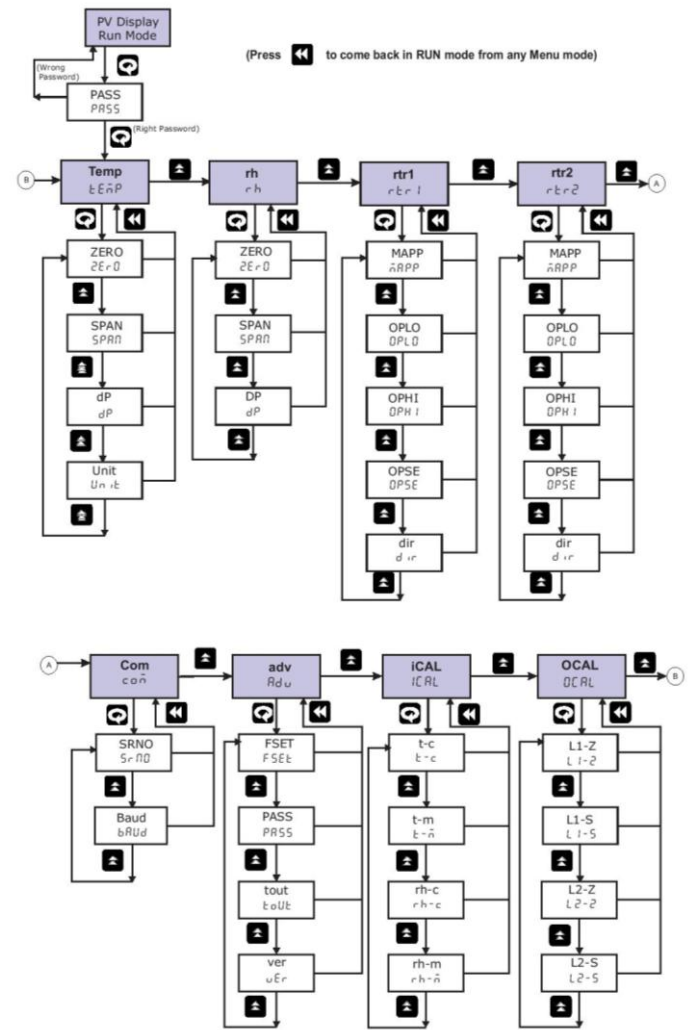 PV Display
Run Mode
(Press to come back in RUN mode from any Menu mode)
(Wrong
Password)
PASS
PASS
(Right Password)
B
Temp
tEmP
rh
rh
rtr1
rtr1
rtr2
rtr2
A
ZERO
ZErO
SPAN
SPAn
dP
dP
Unit
Unit
ZERO
ZErO
SPAN
SPAn
DP
dP
MAPP
mAPP
OPLO
OPLO
OPHI
OPHI
OPSE
OPSE
dir
dir
MAPP
mAPP
OPLO
OPLO
OPHI
OPHI
OPSE
OPSE
dir
dir
A
Com
com
adv
Adv
iCAL
ICAL
OCAL
OCAL
B
SRNO
SrnO
Baud
bAUd
FSET
FSEt
PASS
PASS
tout
toUt
ver
vEr
t-c
t-c
t-m
t-m
rh-c
rh-c
rh-m
rh-m
L1-Z
L1-Z
L1-S
L1-S
L2-Z
L2-Z
L2-S
L2-S